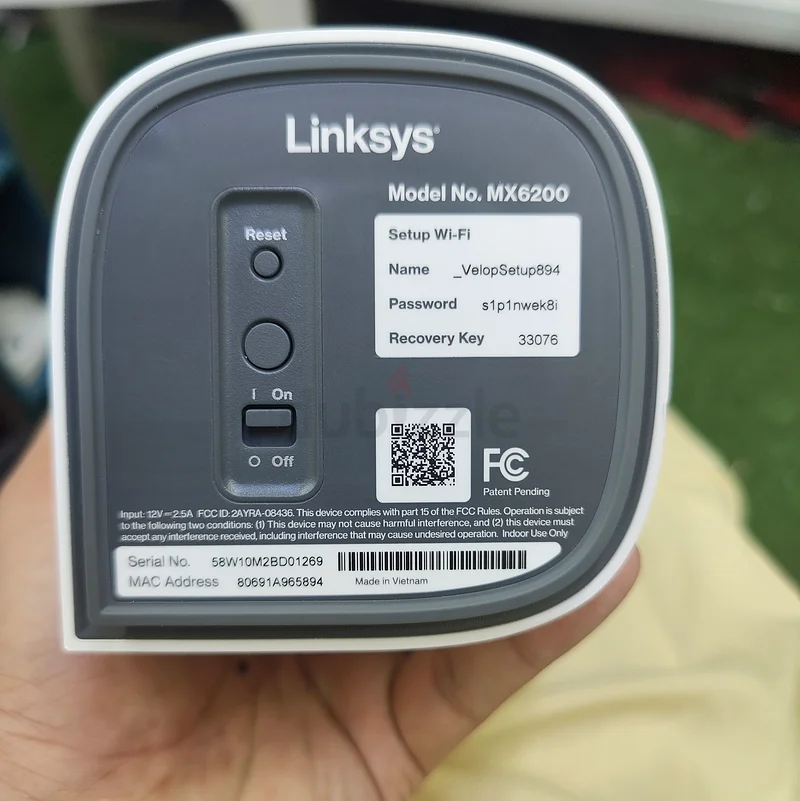 Linksys
Model No. MX6200
Reset
Setup Wi-Fi
Name _VelopSetup894
Password s1p1nwek8i
Recovery Key 33076
I On
O Off
dubizzle
FC
Patent Pending
Input: 12V⎓2.5A FCC ID: 2AYRA-08436. This device complies with part 15 of the FCC Rules. Operation is subject
to the following two conditions: (1) This device may not cause harmful interference, and (2) this device must
accept any interference received, including interference that may cause undesired operation. Indoor Use Only
Serial No. 58W10M2BD01269
MAC Address 80691A965894 Made in Vietnam